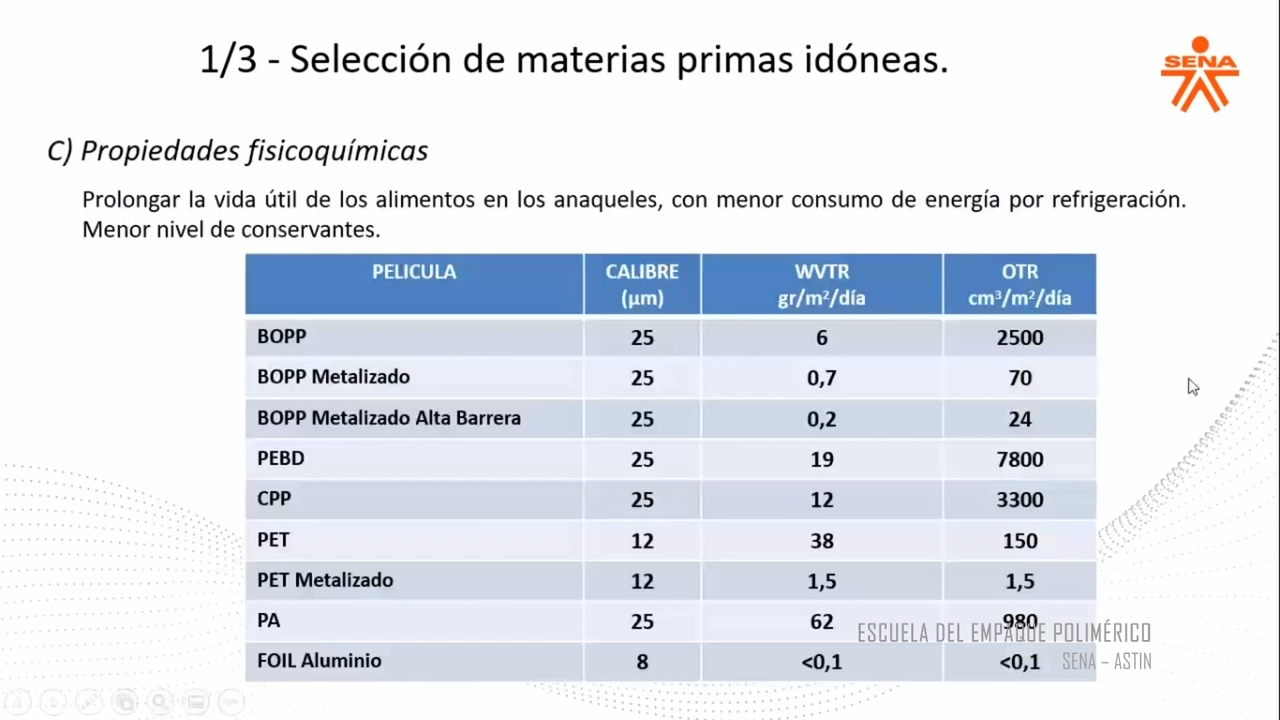 1/3 - Selección de materias primas idóneas.
SENA
C) Propiedades fisicoquímicas
Prolongar la vida útil de los alimentos en los anaqueles, con menor consumo de energía por refrigeración.
Menor nivel de conservantes.
PELICULA CALIBRE (µm) WVTR gr/m²/día OTR cm³/m²/día
BOPP 25 6 2500
BOPP Metalizado 25 0,7 70
BOPP Metalizado Alta Barrera 25 0,2 24
PEBD 25 19 7800
CPP 25 12 3300
PET 12 38 150
PET Metalizado 12 1,5 1,5
PA 25 62 980
ESCUELA DEL EMPAQUE POLIMÉRICO
FOIL Aluminio 8 <0,1 <0,1
SENA – ASTIN